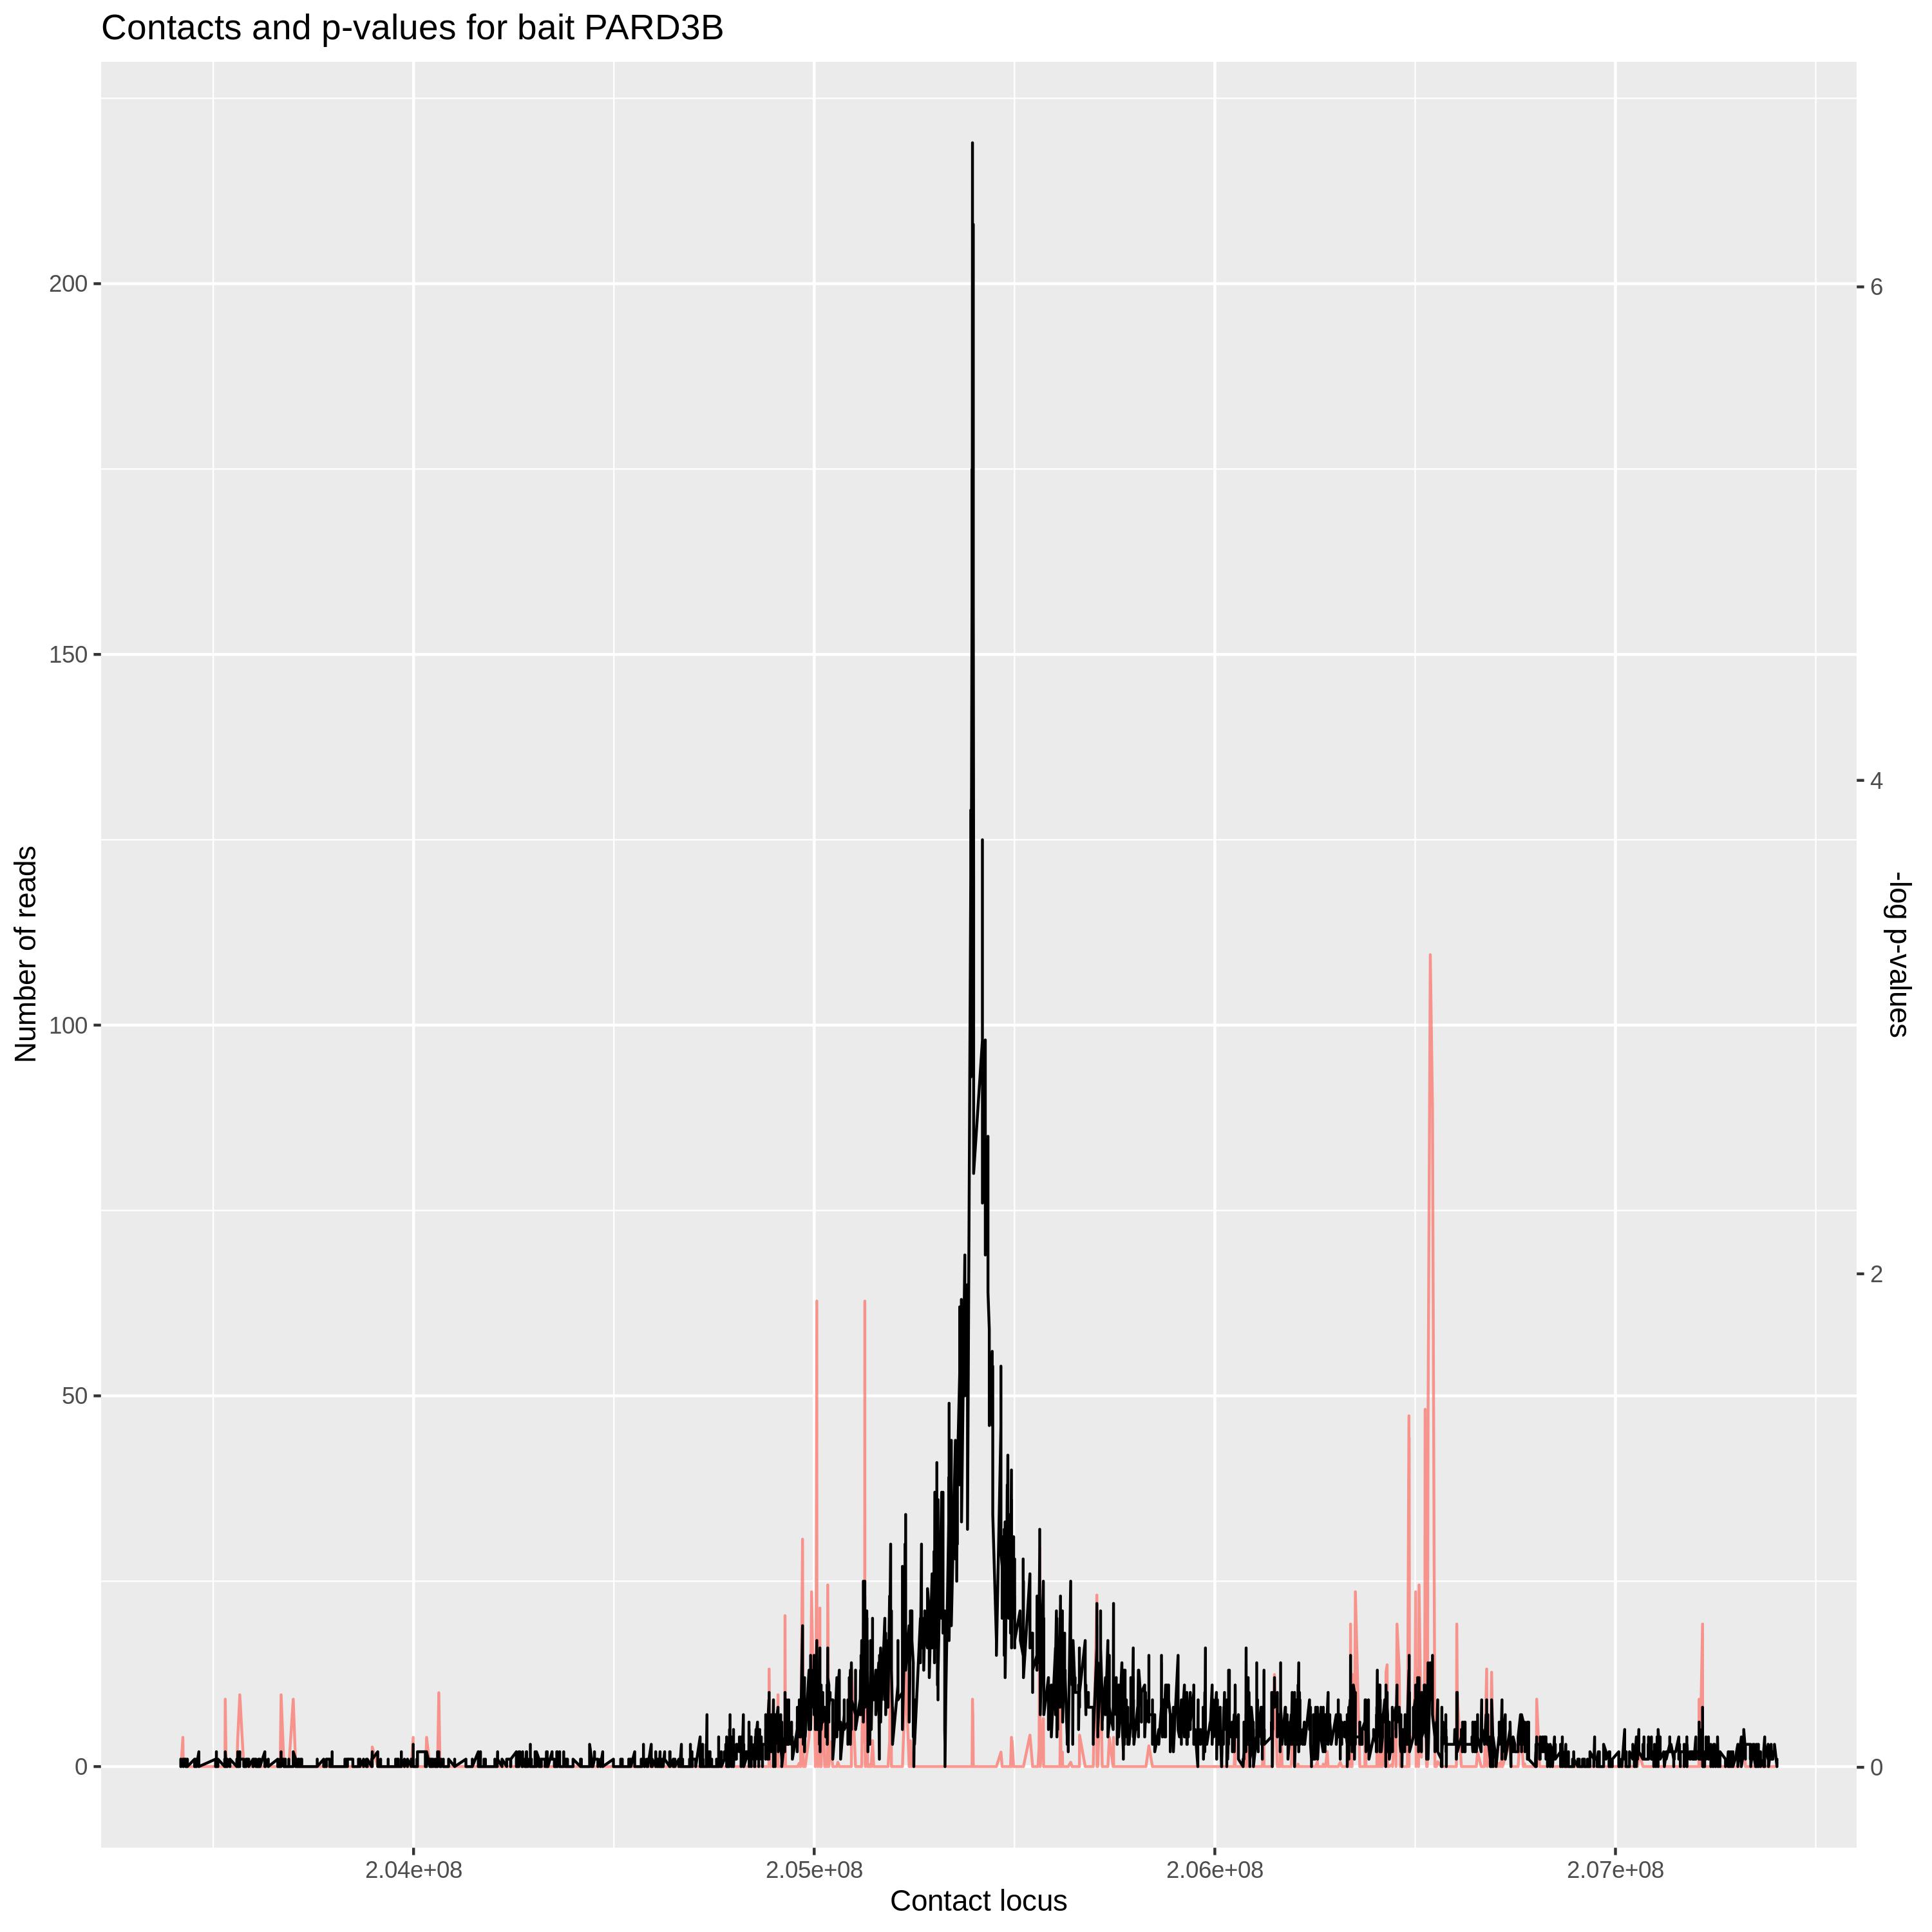 Contacts and p-values for bait PARD3B
200
150
100
50
0
Number of reads
6
4
2
0
-log p-values
2.04e+08 2.05e+08 2.06e+08 2.07e+08
Contact locus